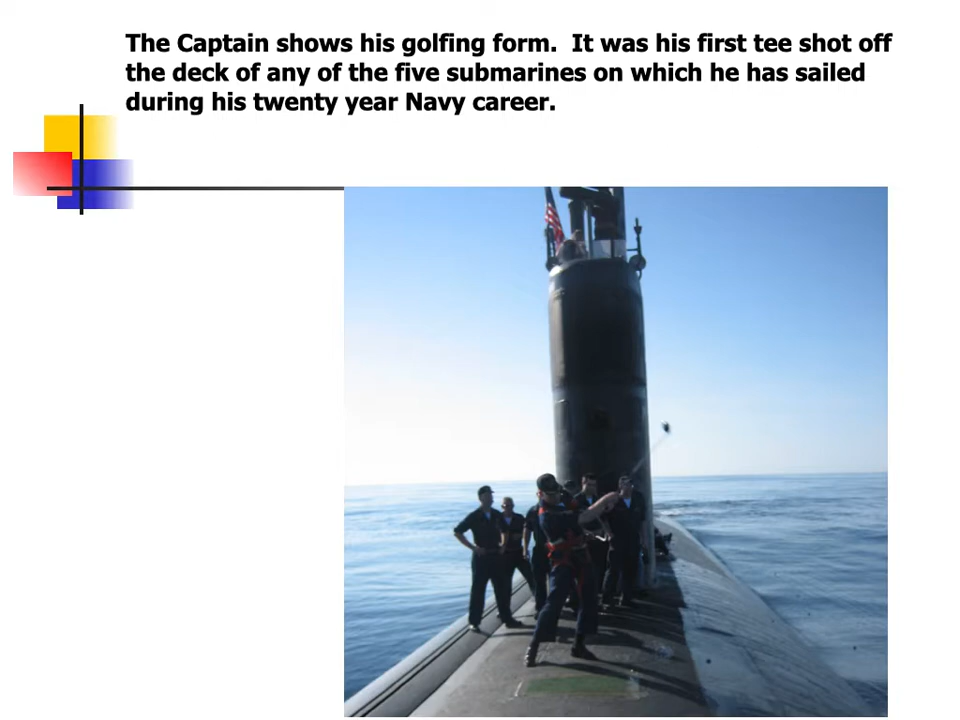 The Captain shows his golfing form.  It was his first tee shot off
the deck of any of the five submarines on which he has sailed
during his twenty year Navy career.